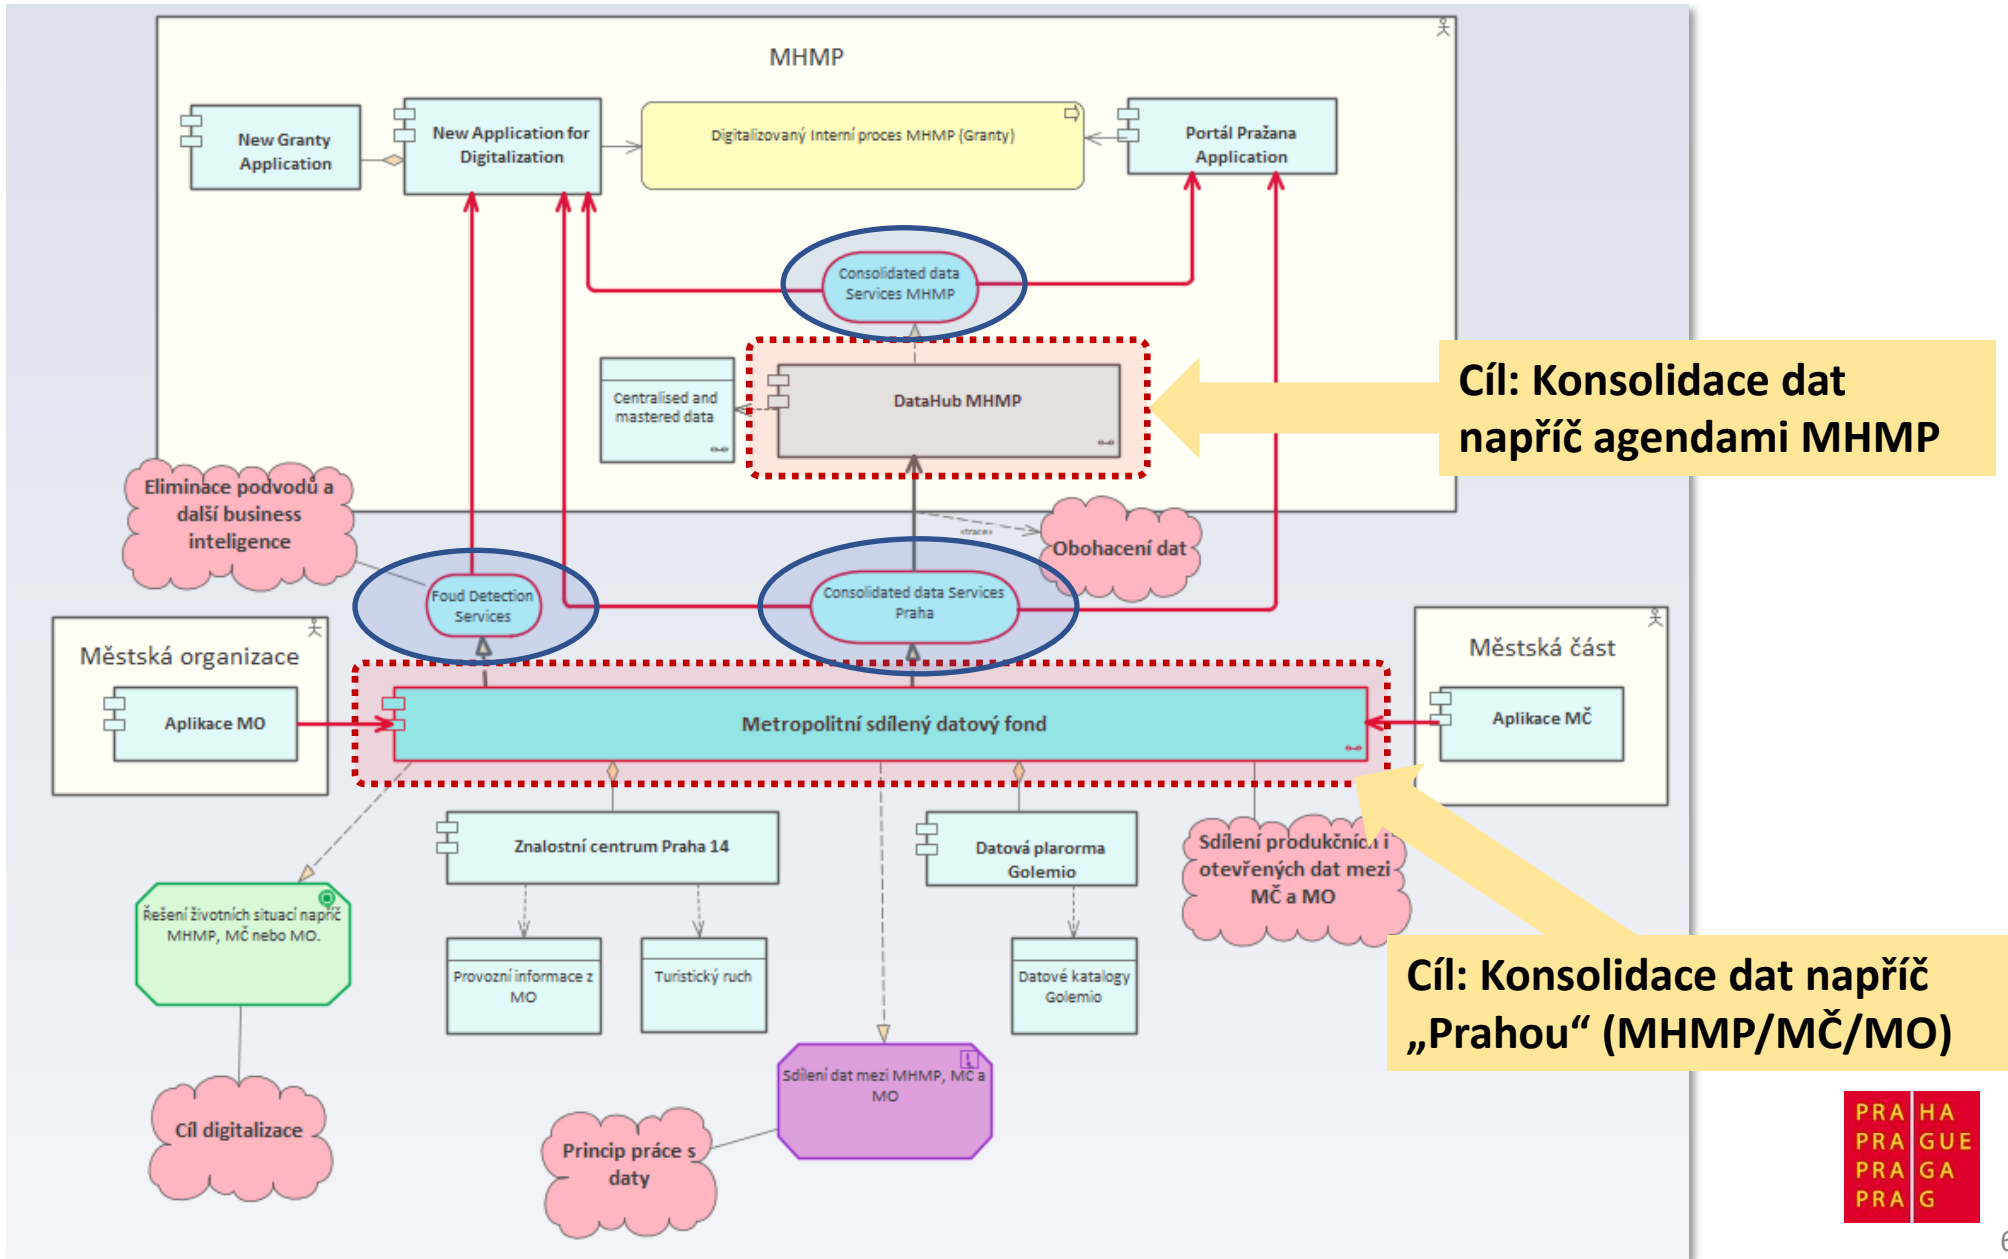 MHMP
New Granty
Application
New Application for
Digitalization
Digitalizovaný Interní proces MHMP (Granty)
Portál Pražana
Application
Consolidated data
Services MHMP
Centralised and
mastered data
DataHub MHMP
Cíl: Konsolidace dat
napříč agendami MHMP
Eliminace podvodů a
další business
inteligence
«trace»
Obohacení dat
Foud Detection
Services
Consolidated data Services
Praha
Městská organizace
Aplikace MO
Metropolitní sdílený datový fond
Městská část
Aplikace MČ
Znalostní centrum Praha 14
Datová plarorma
Golemio
Sdílení produkčních i
otevřených dat mezi
MČ a MO
Řešení životních situací napříč
MHMP, MČ nebo MO.
Provozní informace z
MO
Turistický ruch
Datové katalogy
Golemio
Cíl: Konsolidace dat napříč
„Prahou“ (MHMP/MČ/MO)
Sdílení dat mezi MHMP, MČ a
MO
Cíl digitalizace
Princip práce s
daty
PRA HA
PRA GUE
PRA GA
PRA G
6